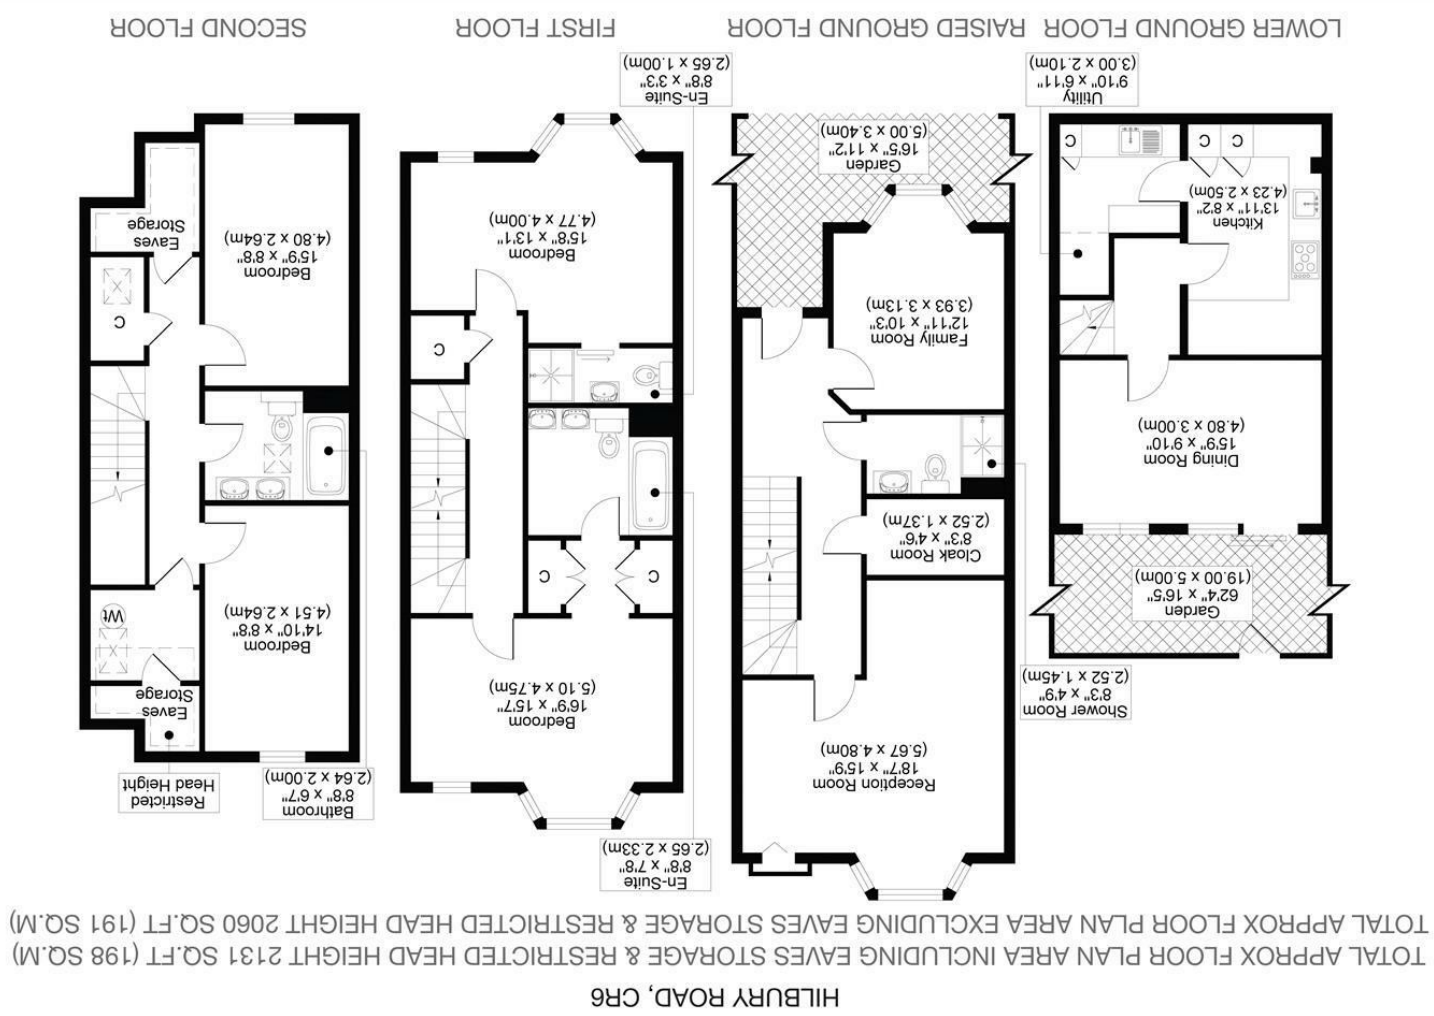 HILBURY ROAD, CR6
TOTAL APPROX FLOOR PLAN AREA INCLUDING EAVES STORAGE & RESTRICTED HEAD HEIGHT 2131 SQ.FT (198 SQ.M)
TOTAL APPROX FLOOR PLAN AREA EXCLUDING EAVES STORAGE & RESTRICTED HEAD HEIGHT 2060 SQ.FT (191 SQ.M)
Garden
62'4" x 16'5"
(19.00 x 5.00m)
Dining Room
15'9" x 9'10"
(4.80 x 3.00m)
Kitchen
13'11" x 8'2"
(4.23 x 2.50m)
C
C
C
Utility
9'10" x 6'11"
(3.00 x 2.10m)
LOWER GROUND FLOOR
Reception Room
18'7" x 15'9"
(5.67 x 4.80m)
Shower Room
8'3" x 4'9"
(2.52 x 1.45m)
Cloak Room
8'3" x 4'6"
(2.52 x 1.37m)
Family Room
12'11" x 10'3"
(3.93 x 3.13m)
Garden
16'5" x 11'2"
(5.00 x 3.40m)
RAISED GROUND FLOOR
En-Suite
8'8" x 7'8"
(2.65 x 2.33m)
Bedroom
16'9" x 15'7"
(5.10 x 4.75m)
C
C
C
Bedroom
15'8" x 13'1"
(4.77 x 4.00m)
En-Suite
8'8" x 3'3"
(2.65 x 1.00m)
FIRST FLOOR
Bathroom
8'8" x 6'7"
(2.64 x 2.00m)
Restricted
Head Height
Eaves
Storage
Bedroom
14'10" x 8'8"
(4.51 x 2.64m)
Wt
C
Bedroom
15'9" x 8'8"
(4.80 x 2.64m)
Eaves
Storage
SECOND FLOOR